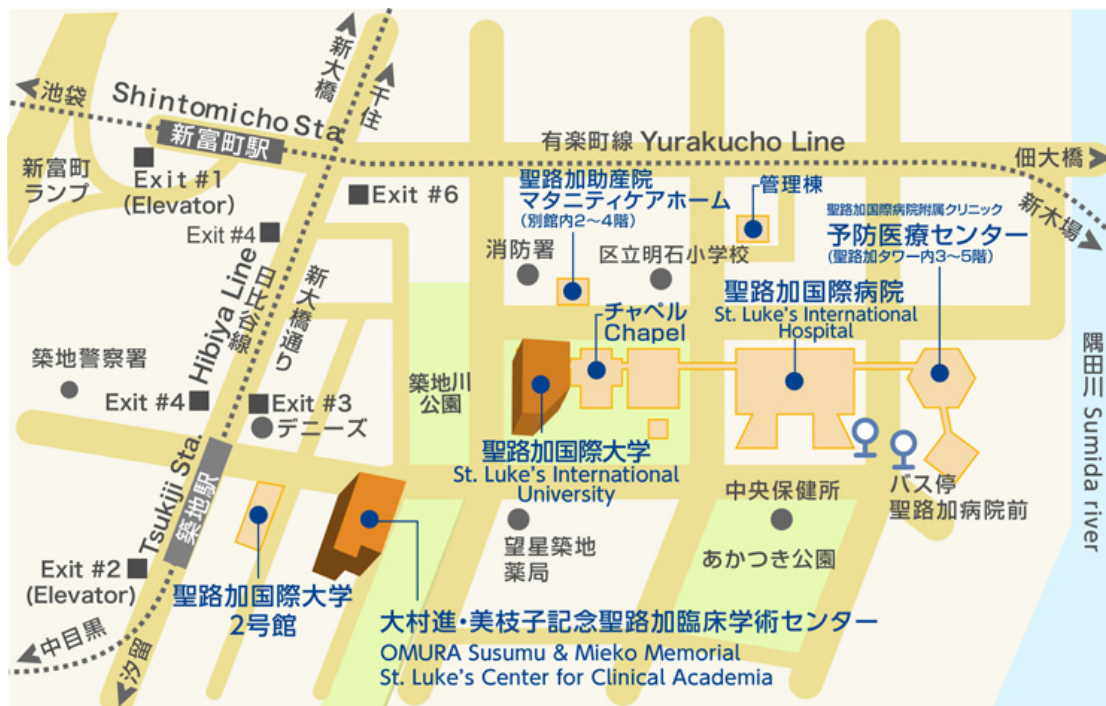 新大橋
千住
池袋
Shintomicho Sta.
新富町駅
有楽町線 Yurakucho Line
佃大橋
新木場
新富町
ランプ
Exit #1
(Elevator)
Exit #6
Exit #4
聖路加助産院
マタニティケアホーム
(別館内2～4階)
管理棟
聖路加国際病院附属クリニック
予防医療センター
(聖路加タワー内3～5階)
消防署
区立明石小学校
Hibiya Line
日比谷線
新大橋通り
チャペル
Chapel
聖路加国際病院
St. Luke's International
Hospital
築地警察署
Exit #4
Exit #3
デニーズ
築地川
公園
隅田川 Sumida river
聖路加国際大学
St. Luke's International
University
Tsukiji Sta.
築地駅
中央保健所
バス停
聖路加病院前
望星築地
薬局
あかつき公園
Exit #2
(Elevator)
聖路加国際大学
2号館
大村進・美枝子記念聖路加臨床学術センター
OMURA Susumu & Mieko Memorial
St. Luke's Center for Clinical Academia
中目黒
汐留